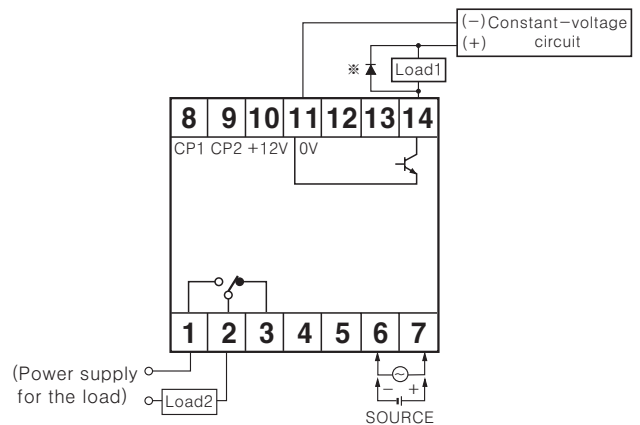 (−) Constant−voltage
(+) circuit
※ Load1
8 9 10 11 12 13 14
CP1 CP2 +12V 0V
1 2 3 4 5 6 7
(Power supply
for the load)
Load2
− +
SOURCE